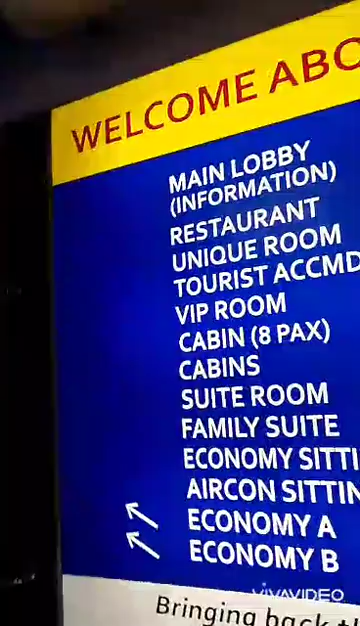 WELCOME ABO
MAIN LOBBY
(INFORMATION)
RESTAURANT
UNIQUE ROOM
TOURIST ACCMD
VIP ROOM
CABIN (8 PAX)
CABINS
SUITE ROOM
FAMILY SUITE
ECONOMY SITTI
AIRCON SITTIN
ECONOMY A
ECONOMY B
VIVAVIDEO
Bringing back th